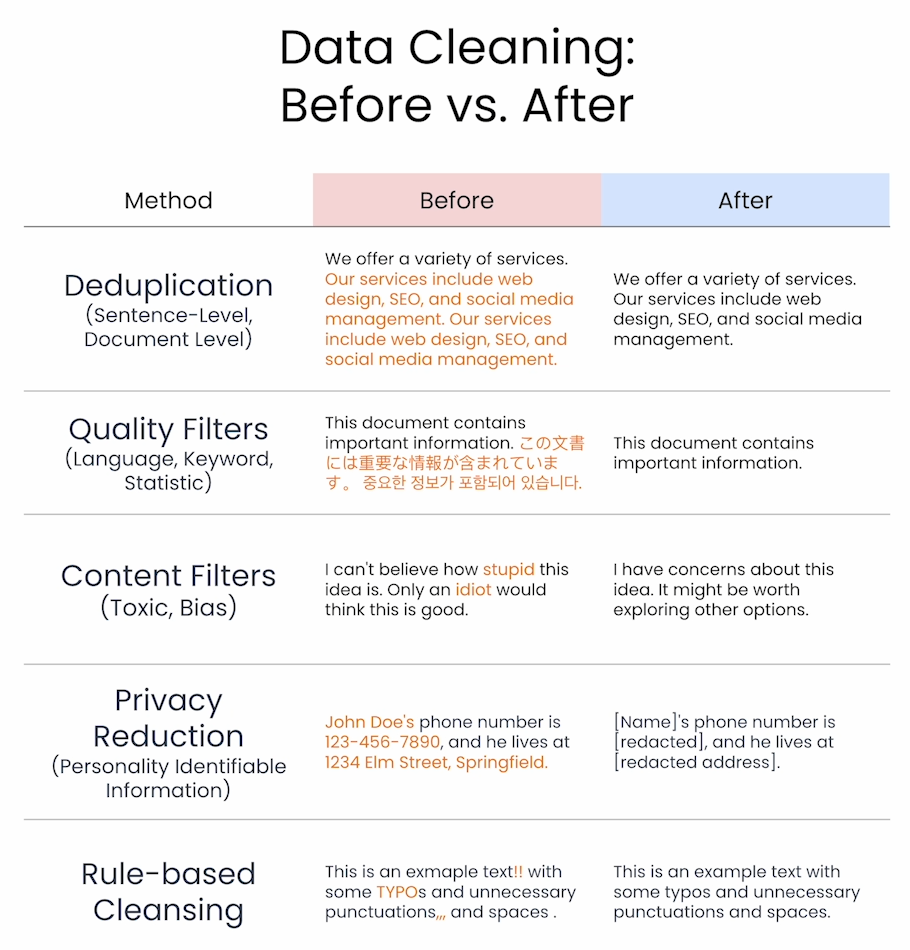 Data Cleaning:
Before vs. After
Method
Before
After
Deduplication
(Sentence-Level,
Document Level)
We offer a variety of services.
Our services include web
design, SEO, and social media
management. Our services
include web design, SEO, and
social media management.
We offer a variety of services.
Our services include web
design, SEO, and social media
management.
Quality Filters
(Language, Keyword,
Statistic)
This document contains
important information. この文書
には重要な情報が含まれていま
す。 중요한 정보가 포함되어 있습니다.
This document contains
important information.
Content Filters
(Toxic, Bias)
I can't believe how stupid this
idea is. Only an idiot would
think this is good.
I have concerns about this
idea. It might be worth
exploring other options.
Privacy
Reduction
(Personality Identifiable
Information)
John Doe's phone number is
123-456-7890, and he lives at
1234 Elm Street, Springfield.
[Name]'s phone number is
[redacted], and he lives at
[redacted address].
Rule-based
Cleansing
This is an exmaple text!! with
some TYPOs and unnecessary
punctuations,,, and spaces .
This is an example text with
some typos and unnecessary
punctuations and spaces.